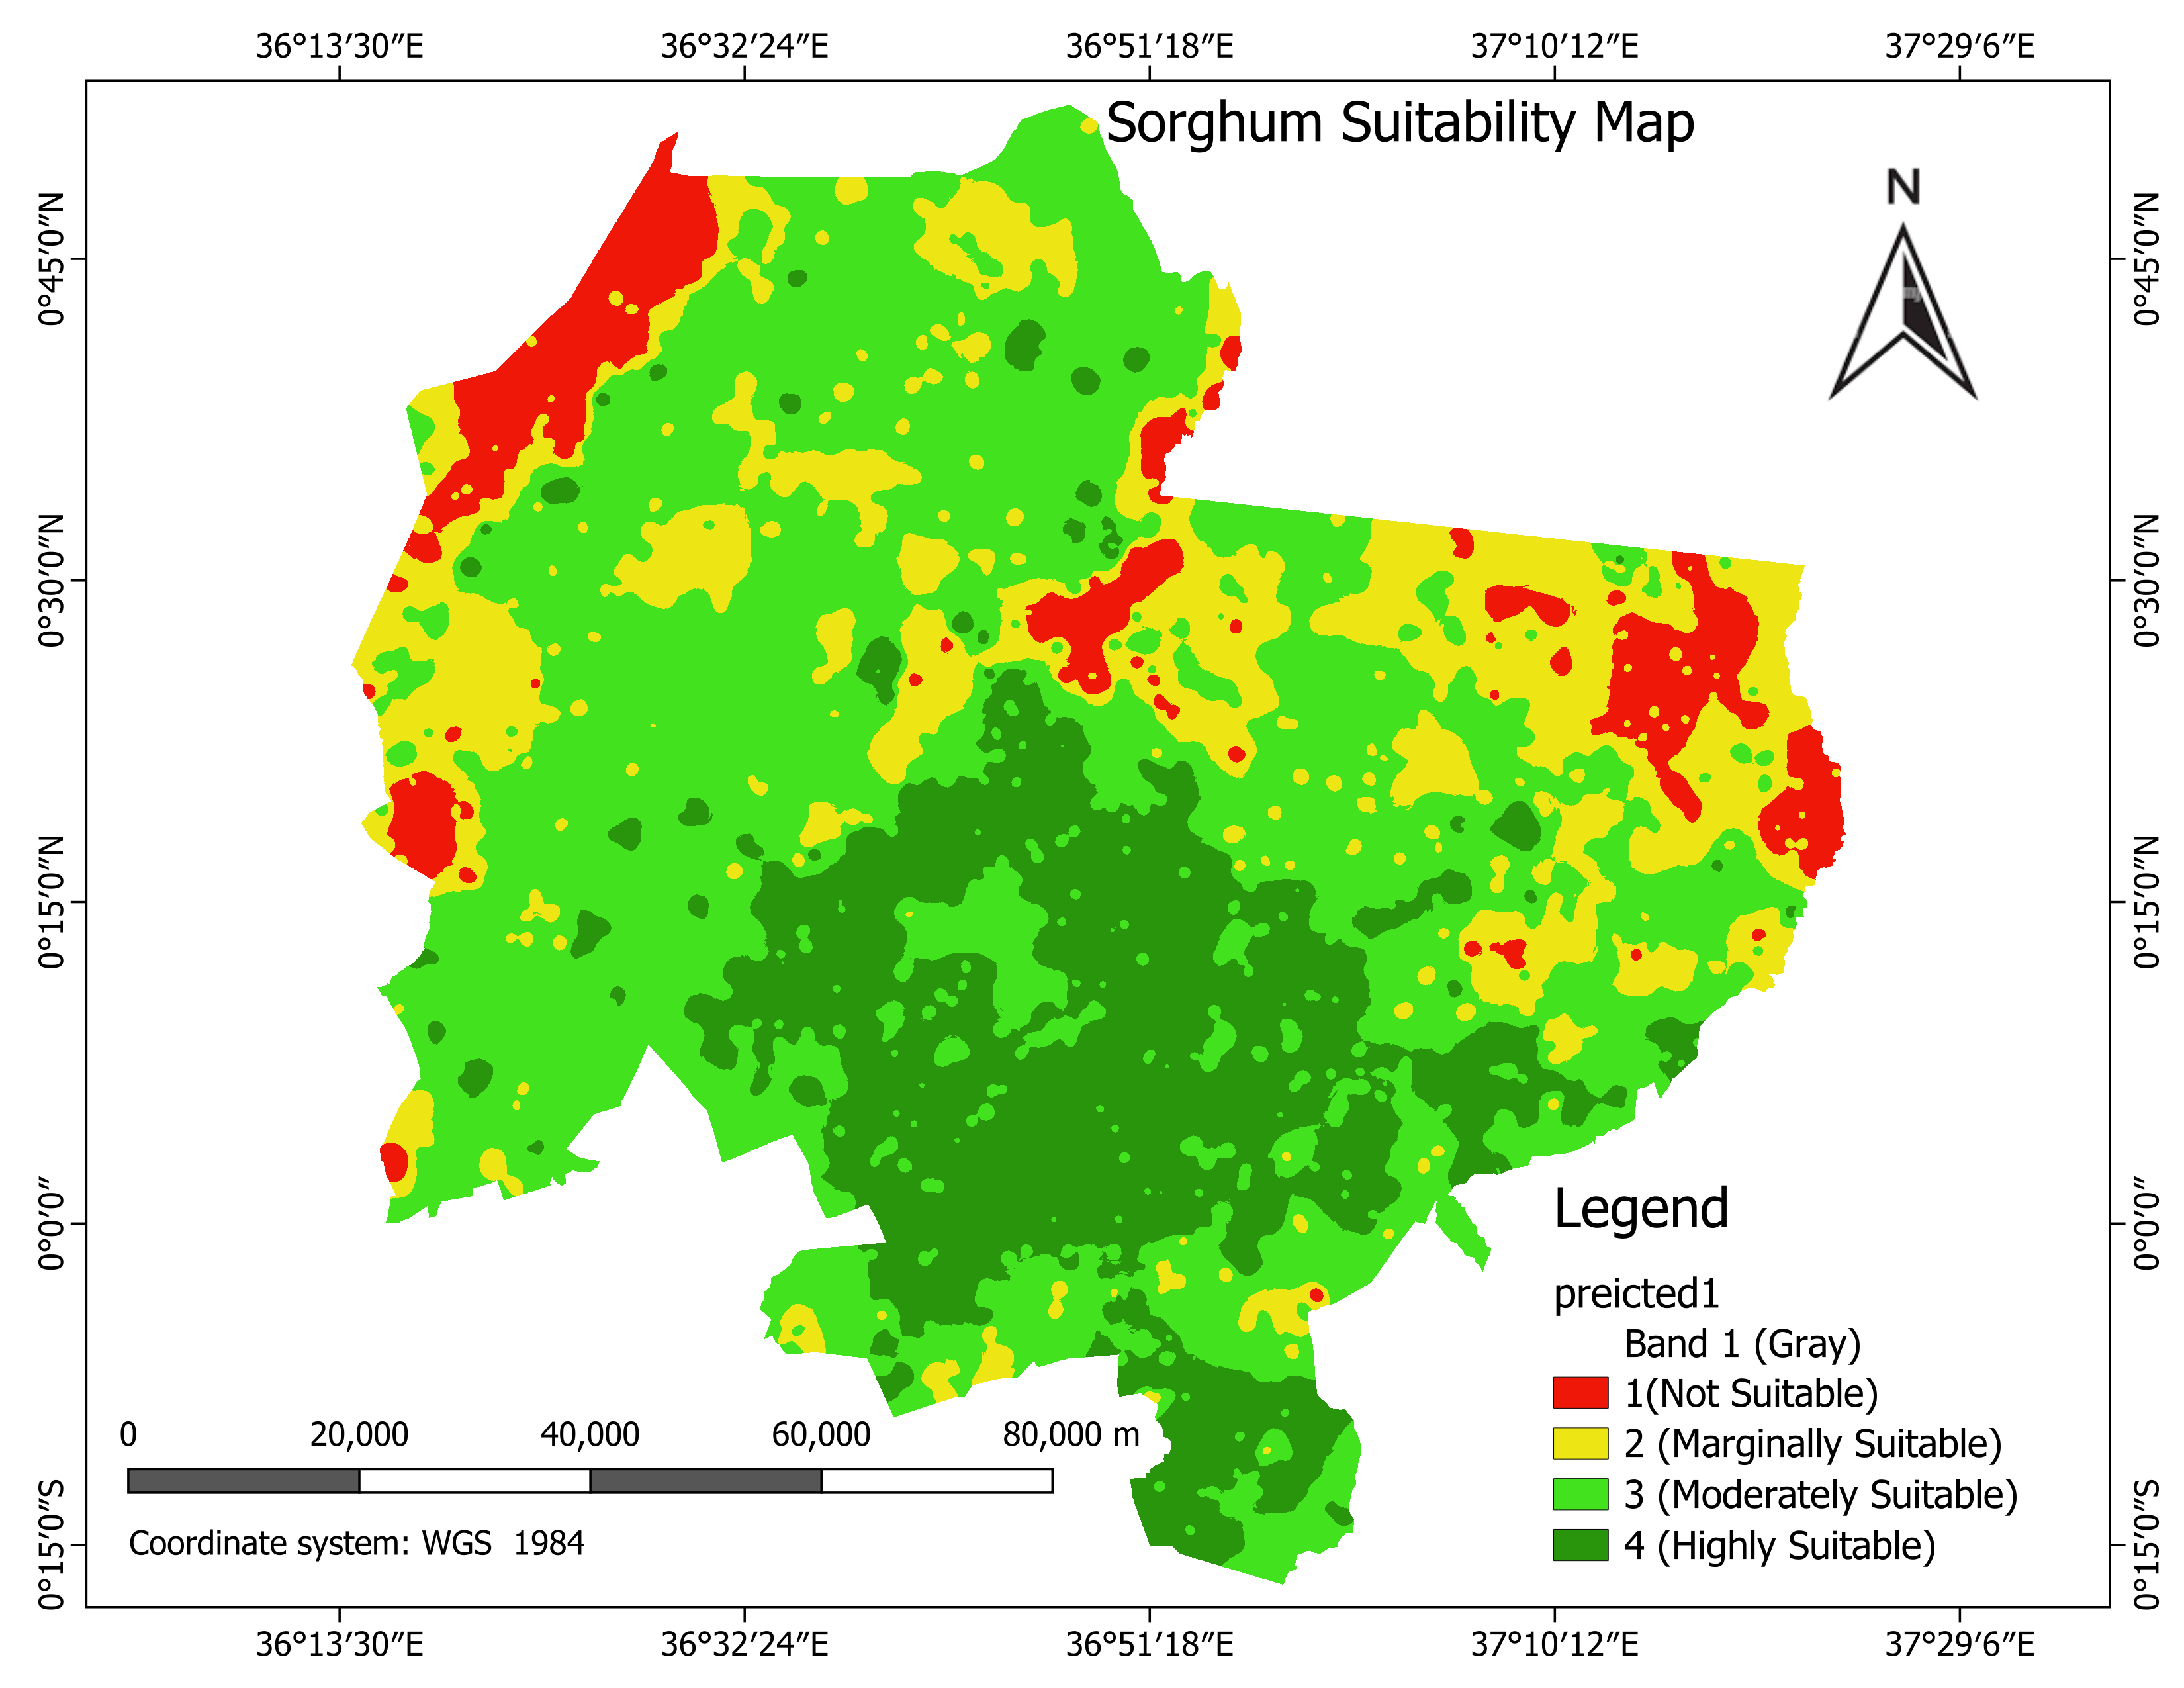 36°13′30″E 36°32′24″E 36°51′18″E 37°10′12″E 37°29′6″E
Sorghum Suitability Map
N
0°45′0″N 0°45′0″N
0°30′0″N 0°30′0″N
0°15′0″N 0°15′0″N
0°0′0″ 0°0′0″
Legend
preicted1
Band 1 (Gray)
1(Not Suitable)
2 (Marginally Suitable)
3 (Moderately Suitable)
4 (Highly Suitable)
0 20,000 40,000 60,000 80,000 m
Coordinate system: WGS 1984
0°15′0″S 0°15′0″S
36°13′30″E 36°32′24″E 36°51′18″E 37°10′12″E 37°29′6″E